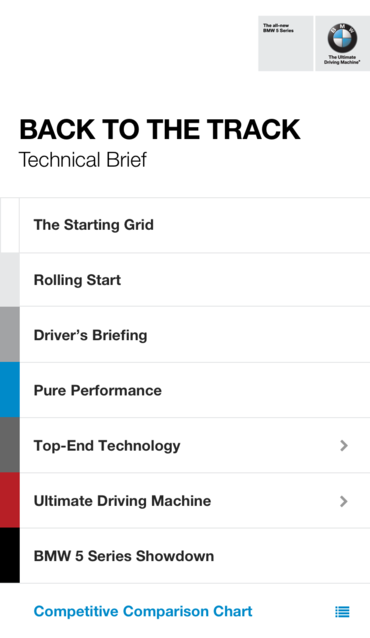 The all-new
BMW 5 Series
BMW
The Ultimate
Driving Machine®
BACK TO THE TRACK
Technical Brief
The Starting Grid
Rolling Start
Driver’s Briefing
Pure Performance
Top-End Technology
Ultimate Driving Machine
BMW 5 Series Showdown
Competitive Comparison Chart